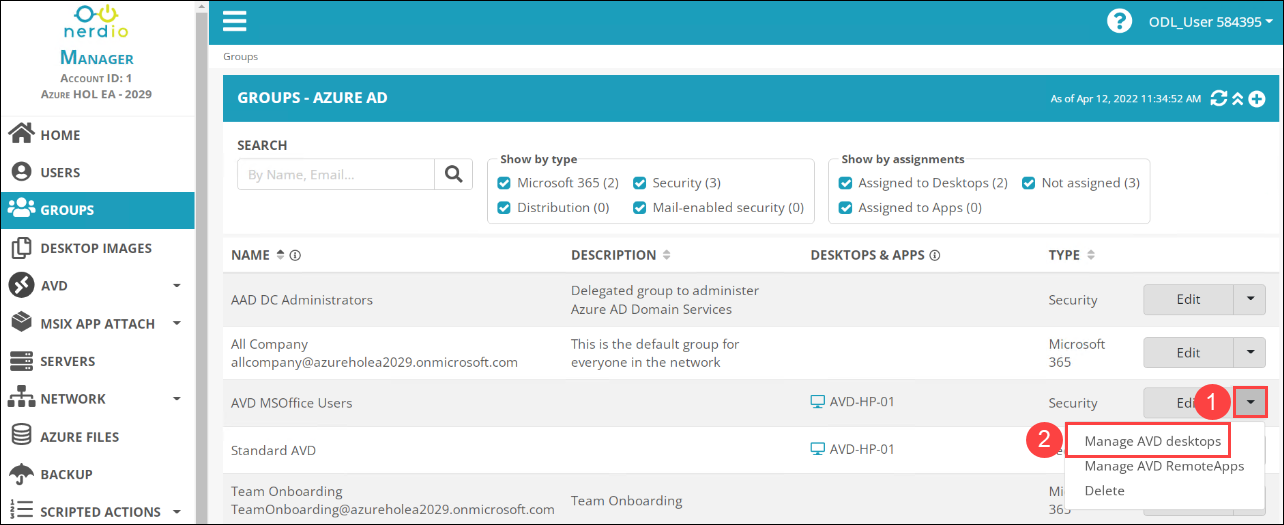 nerdio
MANAGER
ACCOUNT ID: 1
AZURE HOL EA - 2029
HOME
USERS
GROUPS
DESKTOP IMAGES
AVD
MSIX APP ATTACH
SERVERS
NETWORK
AZURE FILES
BACKUP
SCRIPTED ACTIONS
? ODL_User 584395
Groups
GROUPS - AZURE AD
As of Apr 12, 2022 11:34:52 AM
SEARCH
By Name, Email...
Show by type
Microsoft 365 (2) Security (3)
Distribution (0) Mail-enabled security (0)
Show by assignments
Assigned to Desktops (2) Not assigned (3)
Assigned to Apps (0)
NAME DESCRIPTION DESKTOPS & APPS TYPE
AAD DC Administrators
Delegated group to administer
Azure AD Domain Services
Security
Edit
All Company
allcompany@azureholea2029.onmicrosoft.com
This is the default group for
everyone in the network
Microsoft
365
Edit
AVD MSOffice Users
AVD-HP-01
Security
1
2
Manage AVD desktops
Manage AVD RemoteApps
Delete
Standard AVD
AVD-HP-01
Team Onboarding
TeamOnboarding@azureholea2029.onmicrosoft.com
Team Onboarding
365